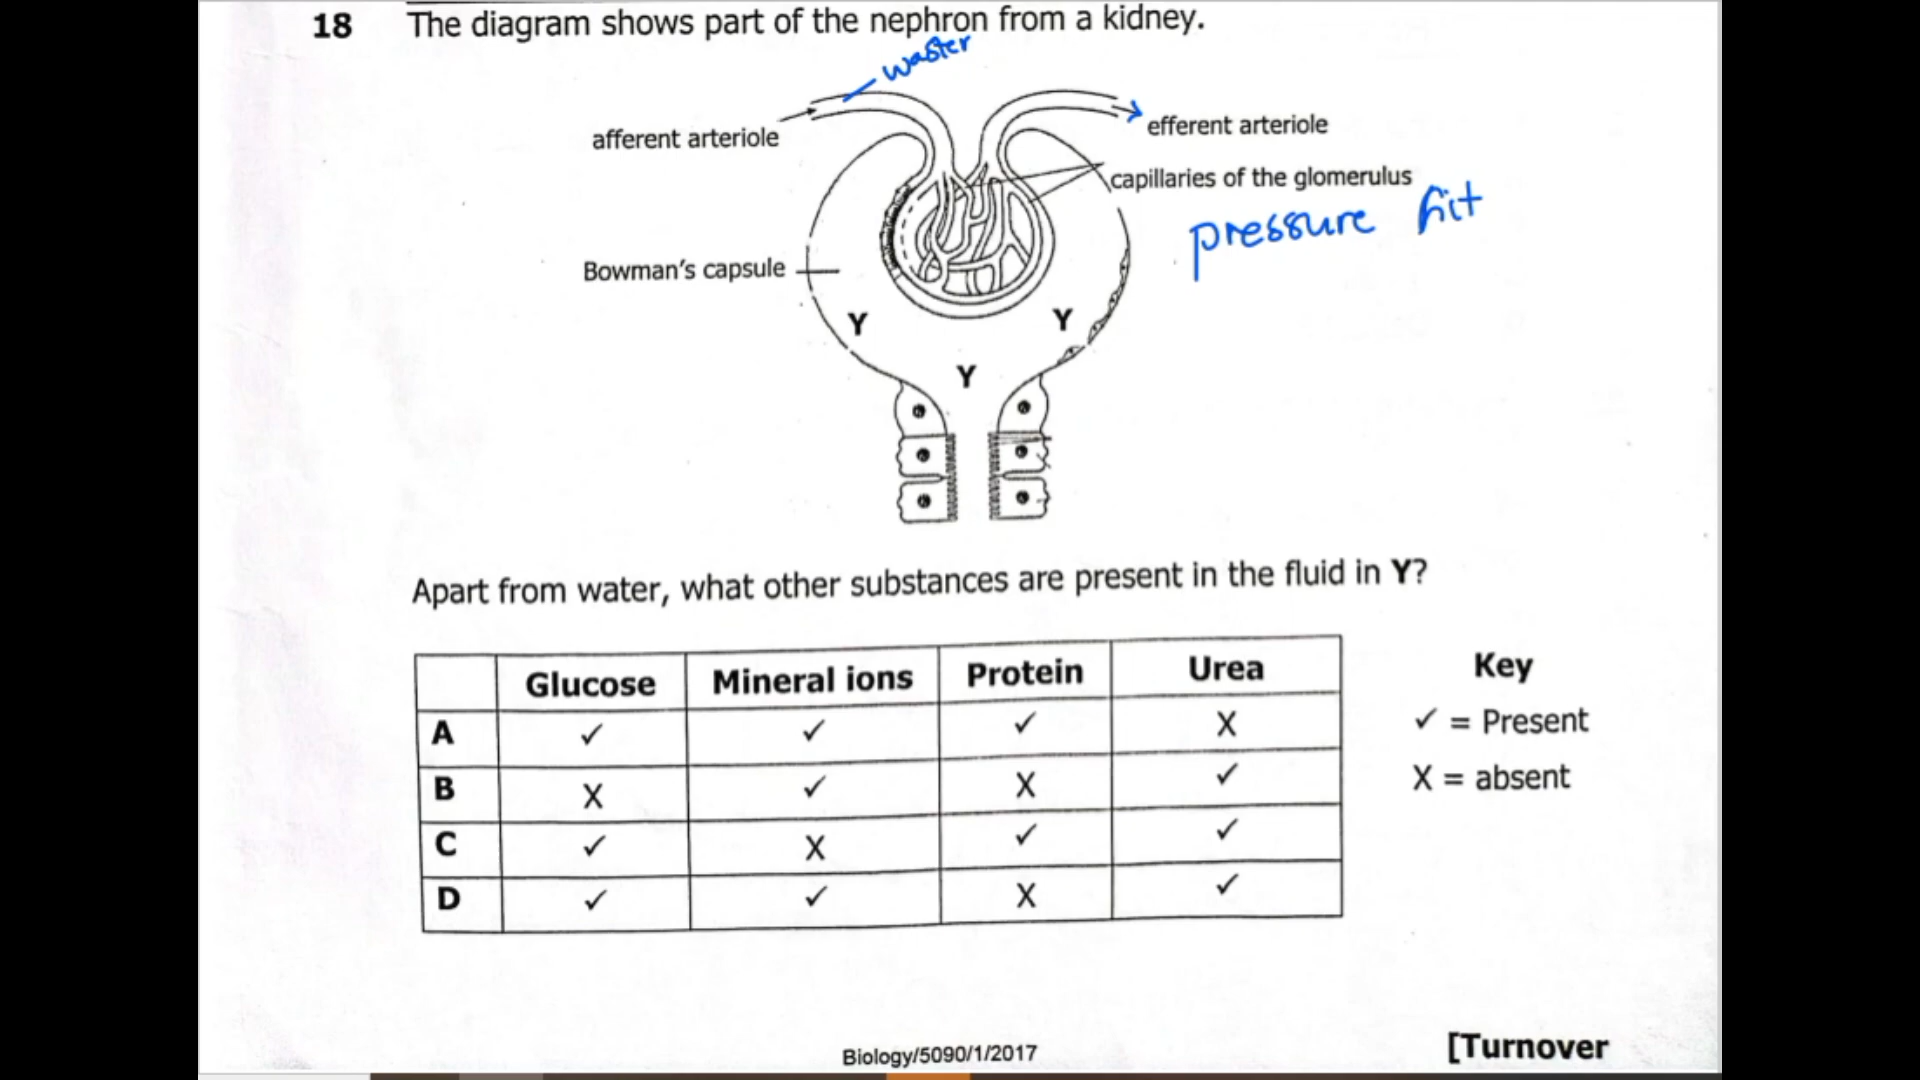 18 The diagram shows part of the nephron from a kidney.
waster
afferent arteriole
efferent arteriole
capillaries of the glomerulus
pressure
Bowman's capsule
Y Y
Y
Apart from water, what other substances are present in the fluid in Y?
Glucose Mineral ions Protein Urea
A ✓ ✓ ✓ X
B X ✓ X ✓
C ✓ X ✓ ✓
D ✓ ✓ X ✓
Key
✓ = Present
X = absent
Biology/5090/1/2017
[Turnover